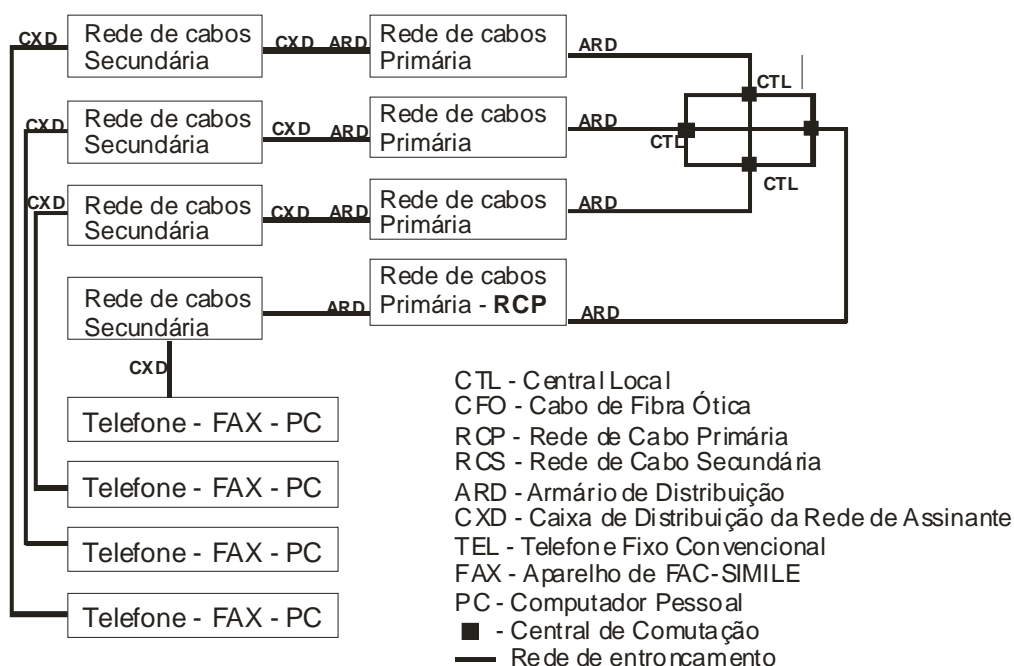 CXD
Rede de cabos
Secundária
CXD ARD
Rede de cabos
Primária
ARD
CTL
CXD
Rede de cabos
Secundária
CXD ARD
Rede de cabos
Primária
ARD
CTL
CXD
Rede de cabos
Secundária
CXD ARD
Rede de cabos
Primária
ARD
CTL
Rede de cabos
Secundária
ARD
Rede de cabos
Primária - RCP
ARD
CXD
Telefone - FAX - PC
Telefone - FAX - PC
Telefone - FAX - PC
Telefone - FAX - PC
CTL - Central Local
CFO - Cabo de Fibra Ótica
RCP - Rede de Cabo Primária
RCS - Rede de Cabo Secundária
ARD - Armário de Distribuição
CXD - Caixa de Distribuição da Rede de Assinante
TEL - Telefone Fixo Convencional
FAX - Aparelho de FAC-SIMILE
PC - Computador Pessoal
- Central de Comutação
Rede de entroncamento